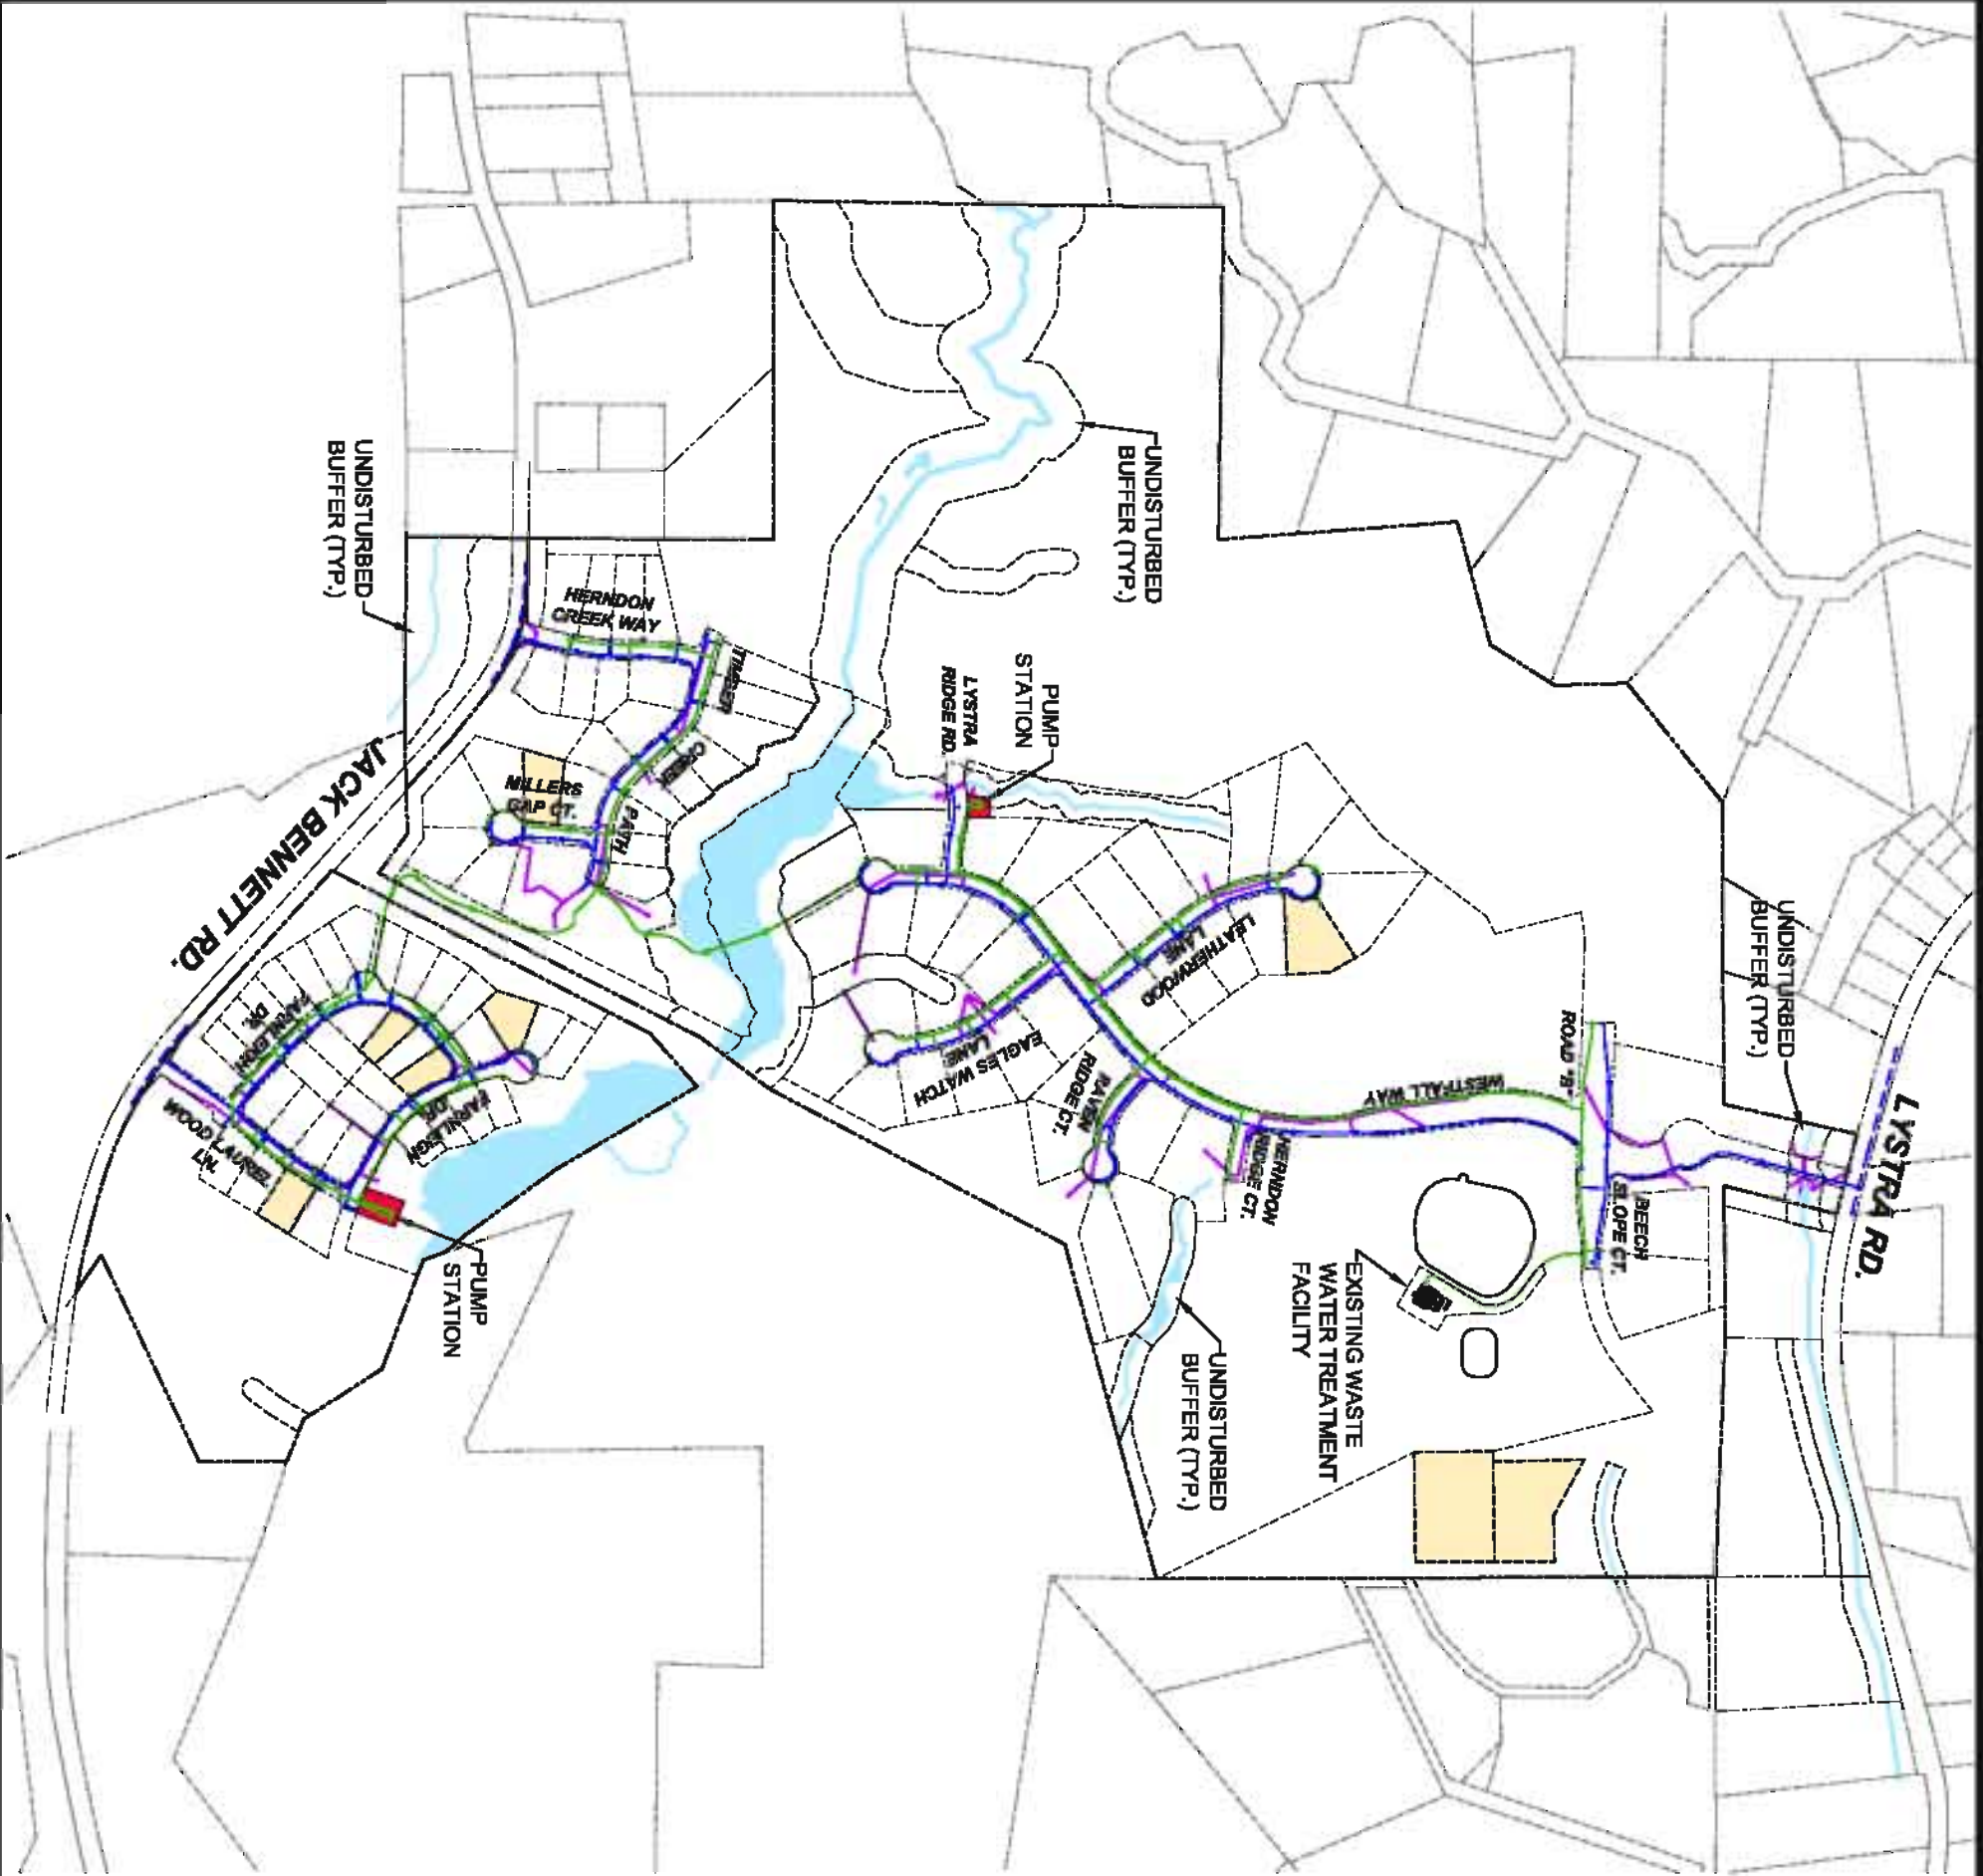 LYSTRA RD.
UNDISTURBED
BUFFER (TYP.)
BEECH
SLOPE CT.
ROAD "B"
WESTFALL WAY
HERNDON
RIDGE CT.
EXISTING WASTE
WATER TREATMENT
FACILITY
UNDISTURBED
BUFFER (TYP.)
RAVEN
RIDGE CT.
LEATHERWOOD
LANE
EAGLES WATCH
LANE
UNDISTURBED
BUFFER (TYP.)
PUMP
STATION
LYSTRA
RIDGE RD.
HERNDON
CREEK WAY
TIMBER
CREEK
PATH
MILLERS
GAP CT.
UNDISTURBED
BUFFER (TYP.)
JACK BENNETT RD.
PARNLEIGH
DR.
PARNLEIGH
DR.
DOGWOOD LAUREL
LN.
PUMP
STATION